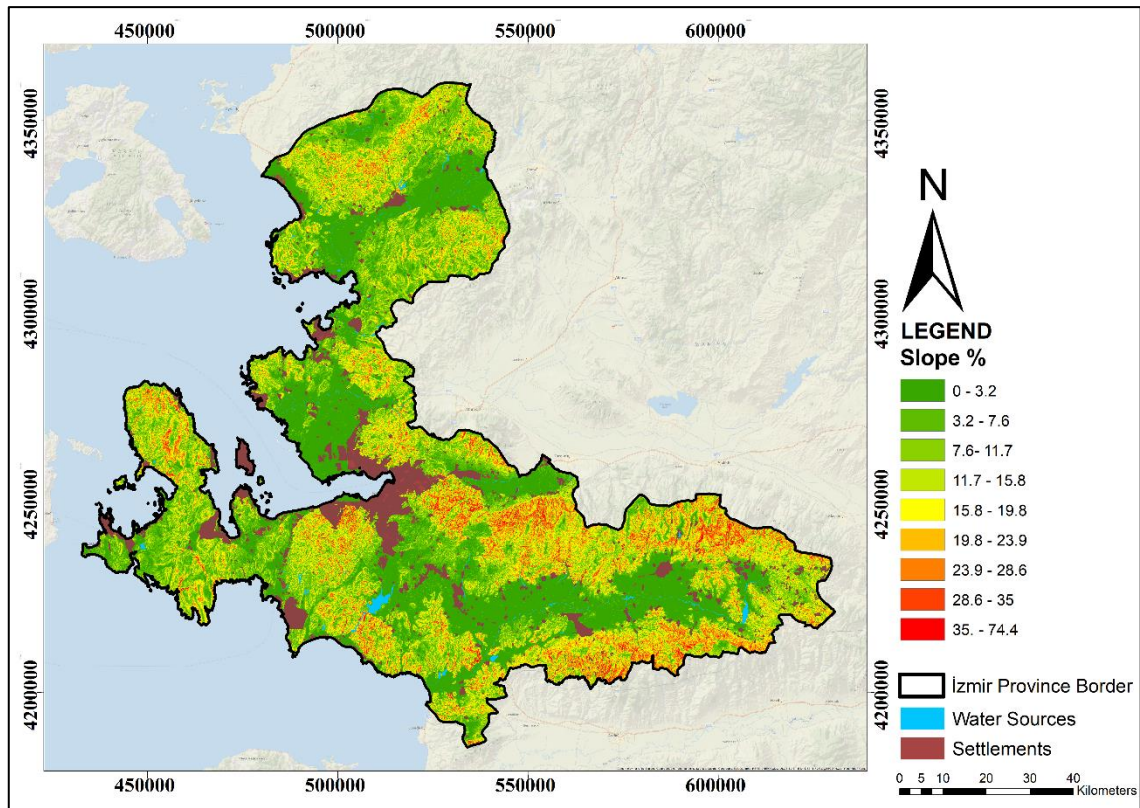 450000 500000 550000 600000
4350000 4350000
4300000 4300000
4250000 4250000
4200000 4200000
450000 500000 550000 600000
N
LEGEND
Slope %
0 - 3.2
3.2 - 7.6
7.6- 11.7
11.7 - 15.8
15.8 - 19.8
19.8 - 23.9
23.9 - 28.6
28.6 - 35
35. - 74.4
İzmir Province Border
Water Sources
Settlements
0 5 10 20 30 40
Kilometers